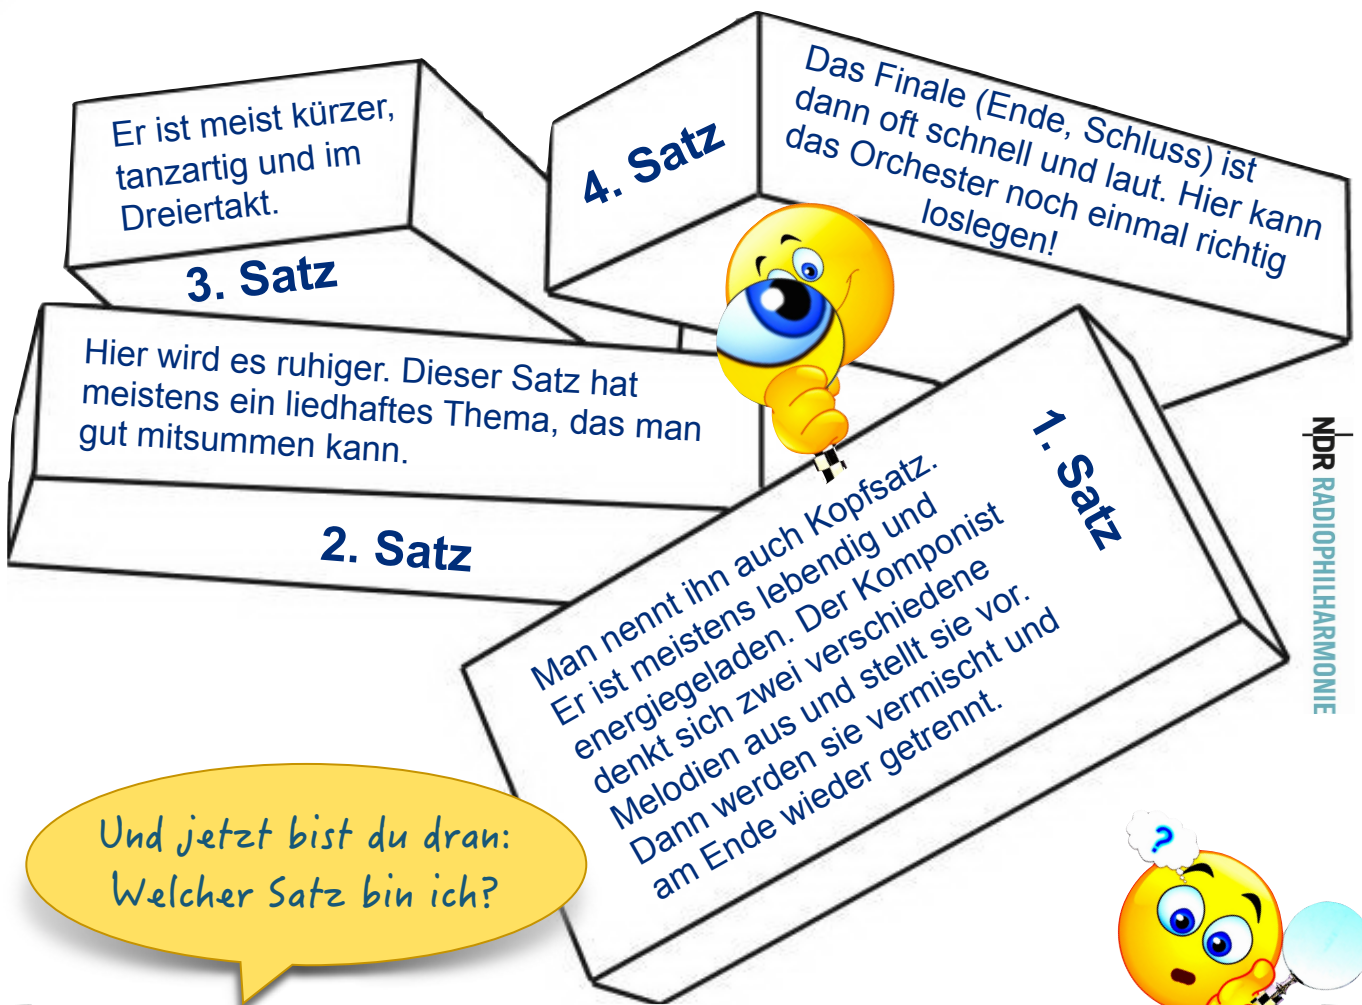 Er ist meist kürzer,
tanzartig und im
Dreiertakt.
3. Satz
4. Satz
Das Finale (Ende, Schluss) ist
dann oft schnell und laut. Hier kann
das Orchester noch einmal richtig
loslegen!
Hier wird es ruhiger. Dieser Satz hat
meistens ein liedhaftes Thema, das man
gut mitsummen kann.
2. Satz
1. Satz
Man nennt ihn auch Kopfsatz.
Er ist meistens lebendig und
energiegeladen. Der Komponist
denkt sich zwei verschiedene
Melodien aus und stellt sie vor.
Dann werden sie vermischt und
am Ende wieder getrennt.
NDR RADIOPHILHARMONIE
Und jetzt bist du dran:
Welcher Satz bin ich?
?